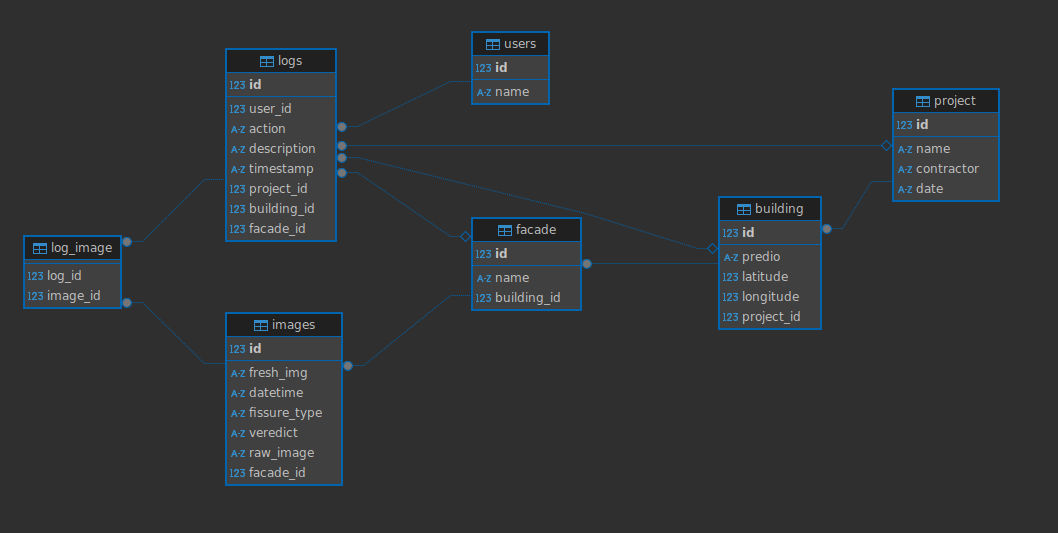 logs
123 id
123 user_id
A-Z action
A-Z description
A-Z timestamp
123 project_id
123 building_id
123 facade_id
users
123 id
A-Z name
project
123 id
A-Z name
A-Z contractor
A-Z date
building
123 id
A-Z predio
123 latitude
123 longitude
123 project_id
facade
123 id
A-Z name
123 building_id
log_image
123 log_id
123 image_id
images
123 id
A-Z fresh_img
A-Z datetime
A-Z fissure_type
A-Z veredict
A-Z raw_image
123 facade_id